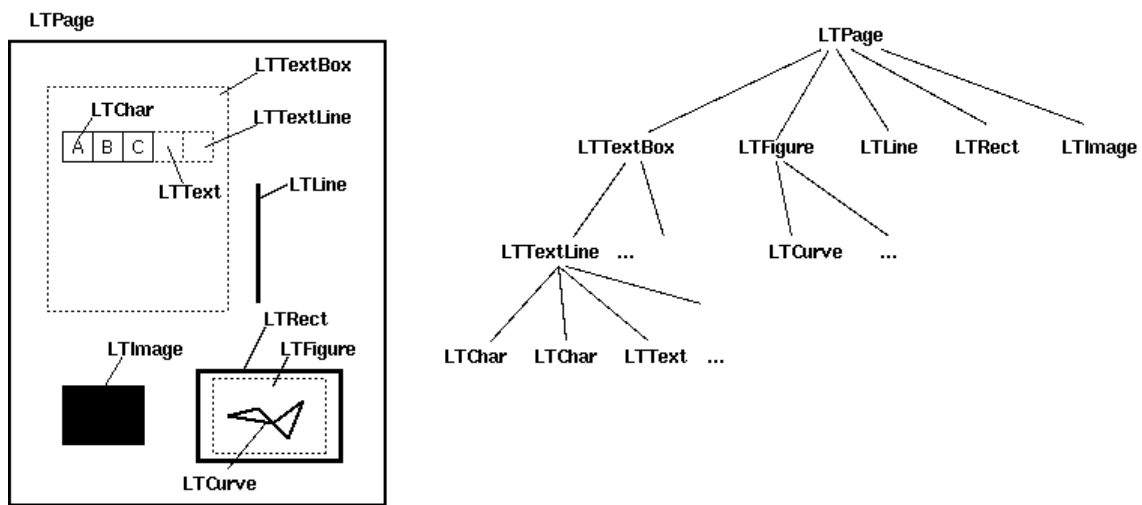 LTPage
LTTextBox
LTChar
LTTextLine
A B C
LTText
LTLine
LTRect
LTImage
LTFigure
LTCurve
LTPage
LTTextBox LTFigure LTLine LTRect LTImage
LTTextLine ... LTCurve ...
LTChar LTChar LTText ...